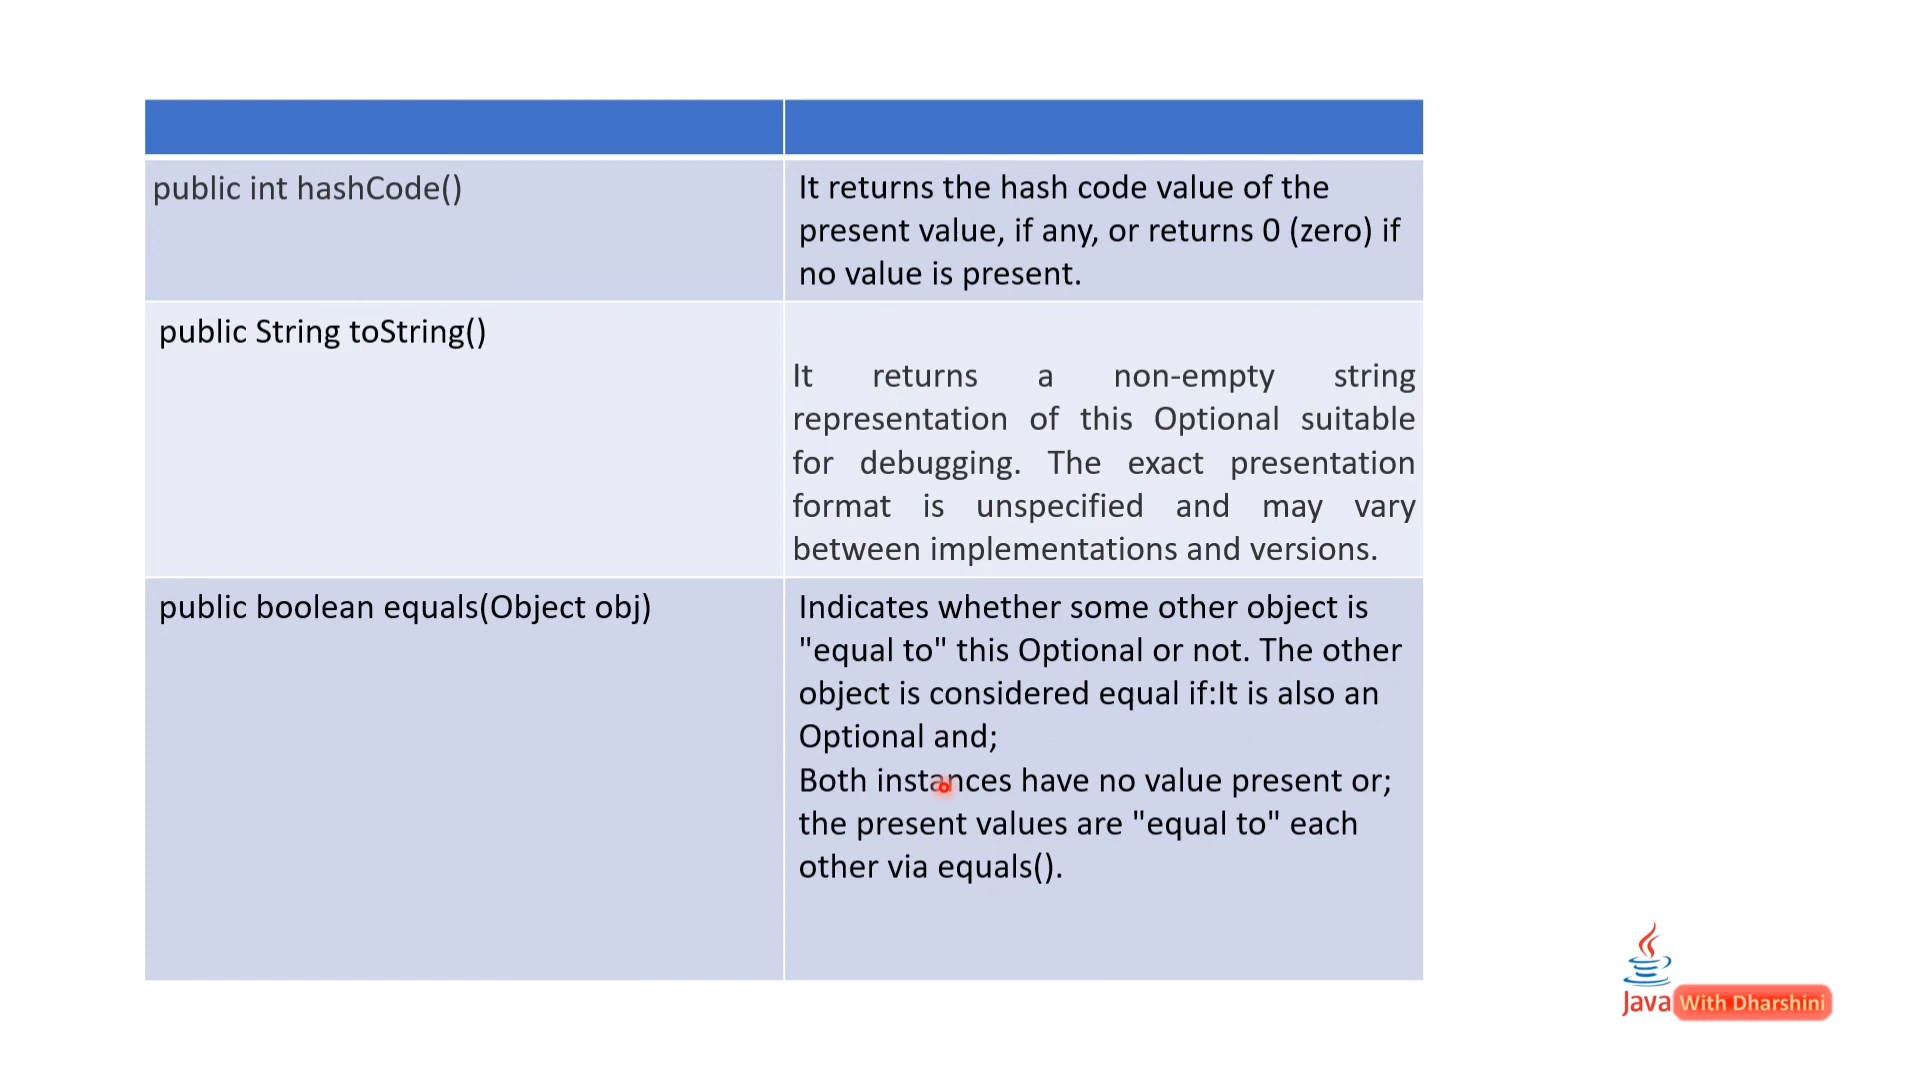 public int hashCode()
It returns the hash code value of the
present value, if any, or returns 0 (zero) if
no value is present.
public String toString()
It returns a non-empty string
representation of this Optional suitable
for debugging. The exact presentation
format is unspecified and may vary
between implementations and versions.
public boolean equals(Object obj)
Indicates whether some other object is
"equal to" this Optional or not. The other
object is considered equal if:It is also an
Optional and;
Both instances have no value present or;
the present values are "equal to" each
other via equals().
Java With Dharshini